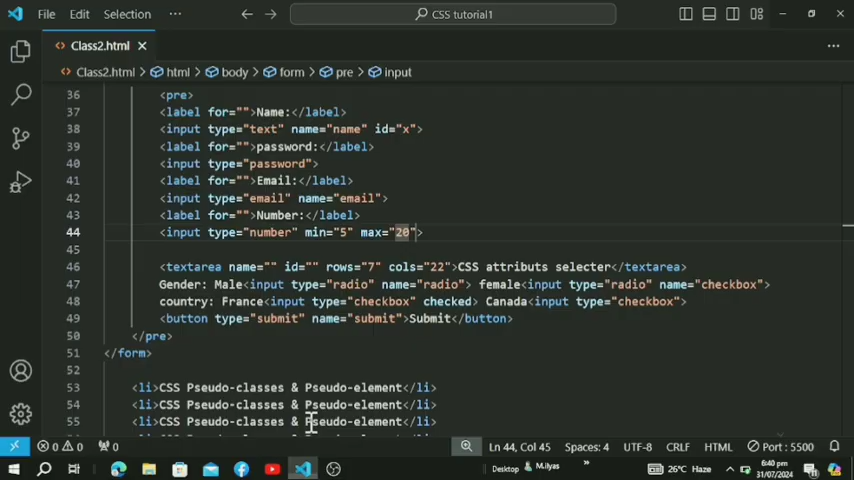 File Edit Selection ... CSS tutorial1
Class2.html
Class2.html > html > body > form > pre > input
36 <pre>
37 <label for="">Name:</label>
38 <input type="text" name="name" id="x">
39 <label for="">password:</label>
40 <input type="password">
41 <label for="">Email:</label>
42 <input type="email" name="email">
43 <label for="">Number:</label>
44 <input type="number" min="5" max="20">
45
46 <textarea name="" id="" rows="7" cols="22">CSS attributs selecter</textarea>
47 Gender: Male<input type="radio" name="radio"> female<input type="radio" name="checkbox">
48 country: France<input type="checkbox" checked> Canada<input type="checkbox">
49 <button type="submit" name="submit">Submit</button>
50 </pre>
51 </form>
52
53 <li>CSS Pseudo-classes & Pseudo-element</li>
54 <li>CSS Pseudo-classes & Pseudo-element</li>
55 <li>CSS Pseudo-classes & Pseudo-element</li>
0 0 0 Ln 44, Col 45 Spaces: 4 UTF-8 CRLF HTML Port : 5500
Desktop M.ilyas » 26°C Haze 6:40 pm
31/07/2024